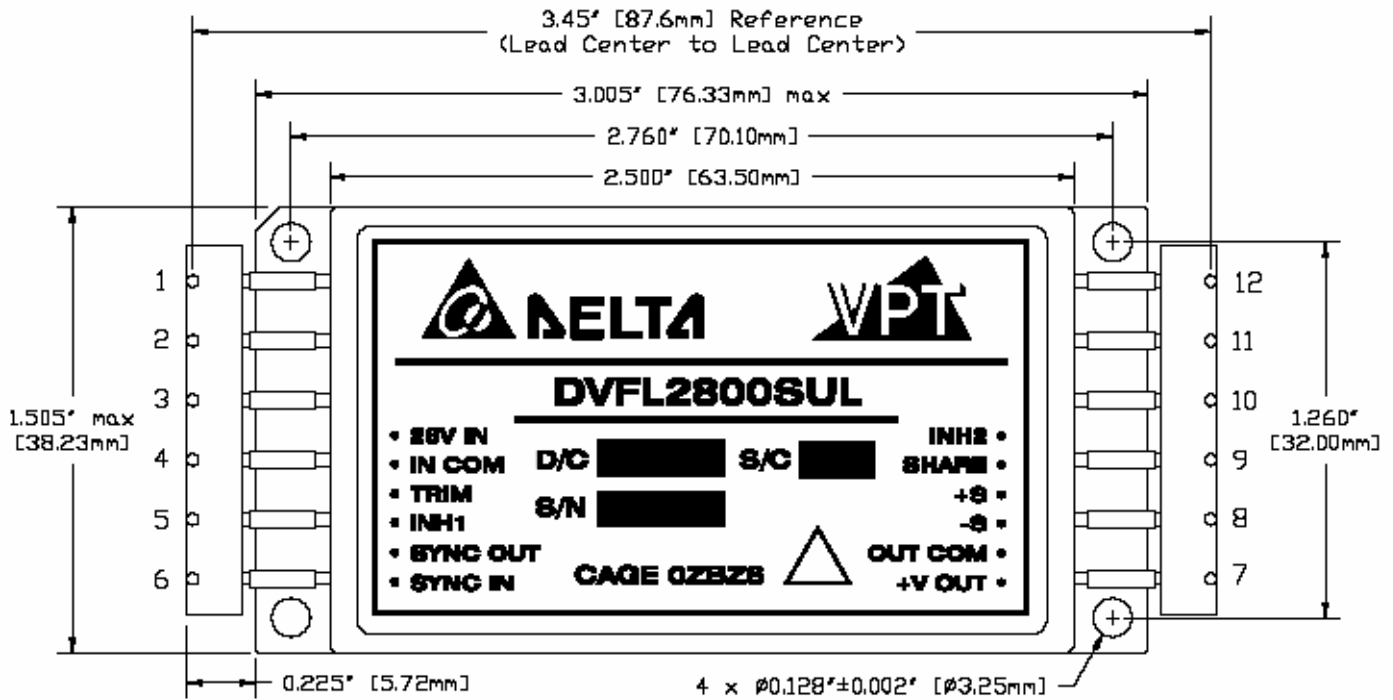 3.45" [87.6mm] Reference
(Lead Center to Lead Center)
3.005" [76.33mm] max
2.760" [70.10mm]
2.500" [63.50mm]
1
2
3
4
5
6
12
11
10
9
8
7
1.505" max
[38.23mm]
1.260"
[32.00mm]
DELTA
VPT
DVFL2800SUL
• 28V IN
• IN COM
• TRIM
• INH1
• SYNC OUT
• SYNC IN
D/C
S/C
S/N
CAGE 0ZBZ6
INH2 •
SHARE •
+S •
-S •
OUT COM •
+V OUT •
0.225" [5.72mm]
4 x ø0.128"±0.002" [ø3.25mm]